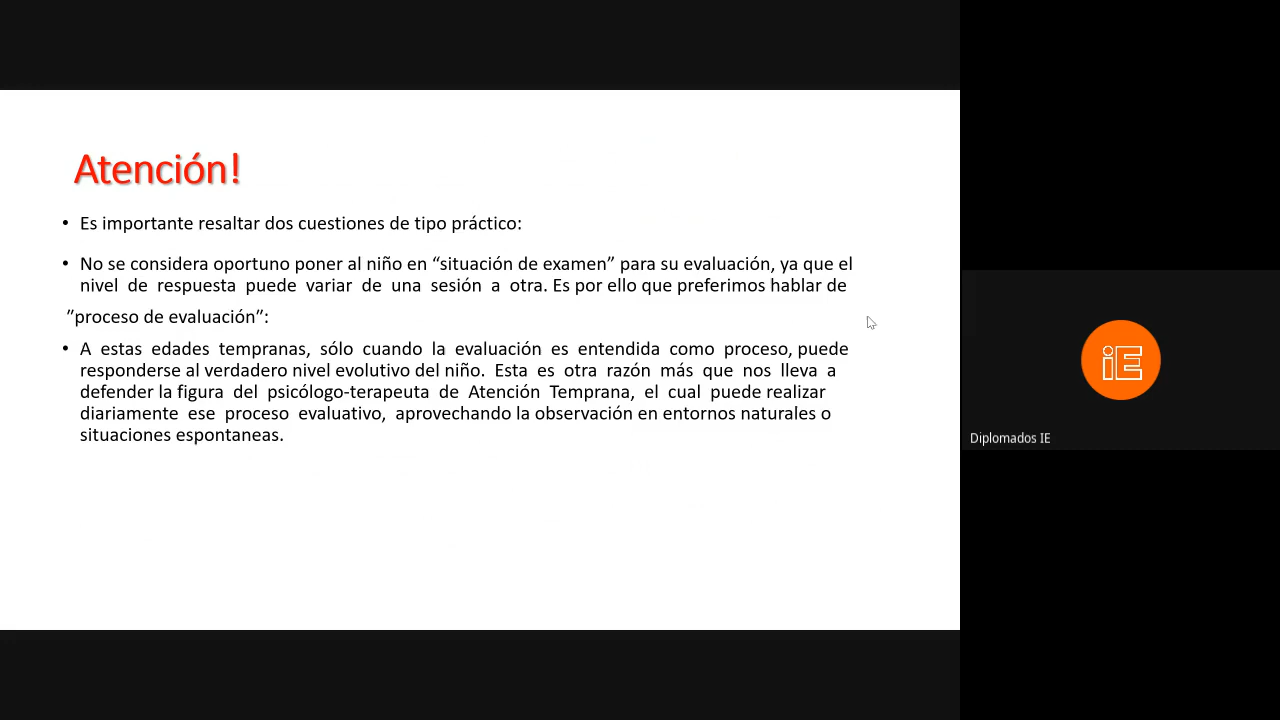 Atención!
• Es importante resaltar dos cuestiones de tipo práctico:
• No se considera oportuno poner al niño en “situación de examen” para su evaluación, ya que el
nivel de respuesta puede variar de una sesión a otra. Es por ello que preferimos hablar de
”proceso de evaluación”:
• A estas edades tempranas, sólo cuando la evaluación es entendida como proceso, puede
responderse al verdadero nivel evolutivo del niño. Esta es otra razón más que nos lleva a
defender la figura del psicólogo-terapeuta de Atención Temprana, el cual puede realizar
diariamente ese proceso evaluativo, aprovechando la observación en entornos naturales o
situaciones espontaneas.
iE
Diplomados IE